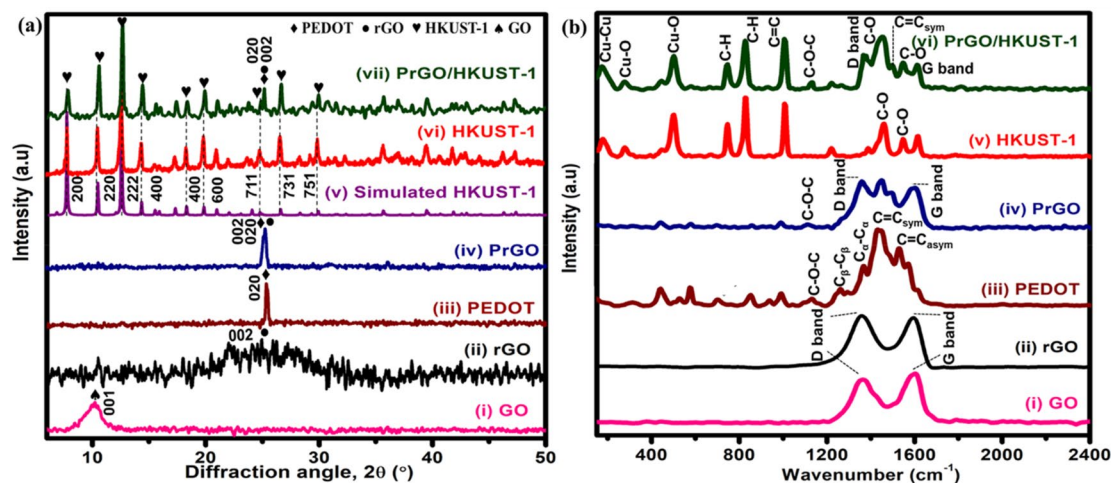 (a)
♦ PEDOT ● rGO ♥ HKUST-1 ♠ GO
020
002
(vii) PrGO/HKUST-1
(vi) HKUST-1
200
220
222
400
400
600
711
731
751
(v) Simulated HKUST-1
002
020
(iv) PrGO
020
(iii) PEDOT
002
(ii) rGO
001
(i) GO
Intensity (a.u)
10 20 30 40 50
Diffraction angle, 2θ (°)
(b)
Cu-Cu
Cu-O
Cu-O
C-H
C-H
C=C
C-O-C
D band
C-O
C=Csym
C-O
G band
(vi) PrGO/HKUST-1
C-O
C-O
(v) HKUST-1
C-O-C
D band
G band
(iv) PrGO
C-O-C
Cβ-Cβ
Cα-Cα
C=Csym
C=Casym
(iii) PEDOT
D band
G band
(ii) rGO
(i) GO
Intensity (a.u)
400 800 1200 1600 2000 2400
Wavenumber (cm-1)